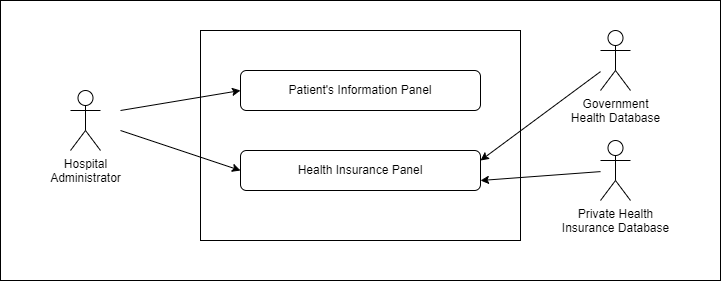 Patient's Information Panel
Health Insurance Panel
Hospital
Administrator
Government
Health Database
Private Health
Insurance Database